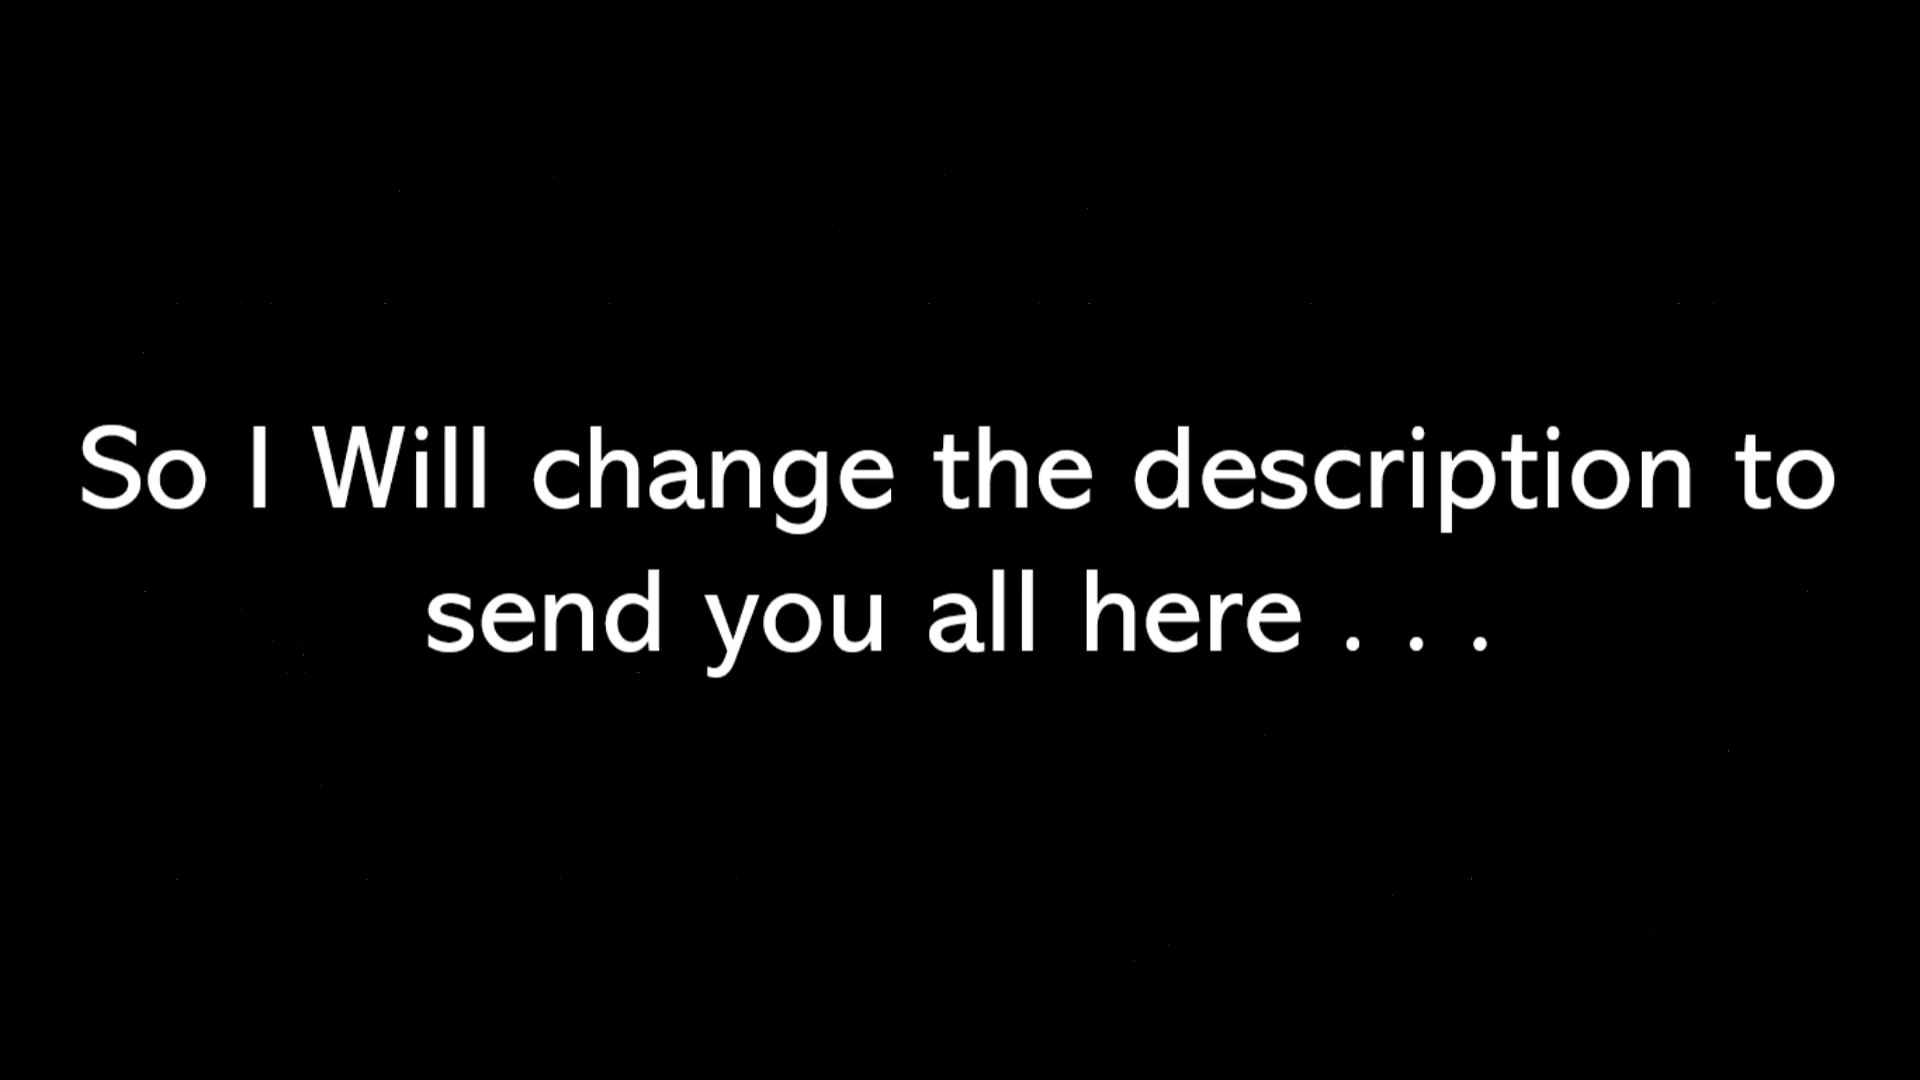 So I Will change the description to
send you all here . . .